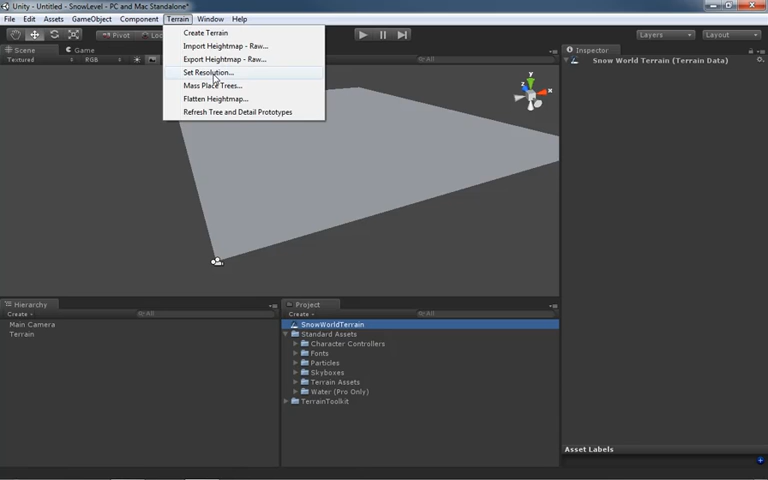 Unity - Untitled - SnowLevel - PC and Mac Standalone*
File Edit Assets GameObject Component Terrain Window Help
Pivot
Layers Layout
Create Terrain
Import Heightmap - Raw...
Export Heightmap - Raw...
Set Resolution...
Mass Place Trees...
Flatten Heightmap...
Refresh Tree and Detail Prototypes
Scene Game
Textured RGB
All
y
x
Inspector
Snow World Terrain (Terrain Data)
Hierarchy
Create All
Main Camera
Terrain
Project
Create All
SnowWorldTerrain
Standard Assets
Character Controllers
Fonts
Particles
Skyboxes
Terrain Assets
Water (Pro Only)
TerrainToolkit
Asset Labels